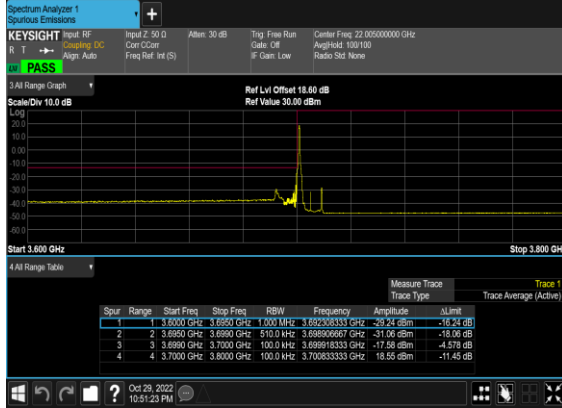 Spectrum Analyzer 1
Spurious Emissions
+
KEYSIGHT Input: RF
R T Coupling: DC
Align: Auto
LXI PASS
Input Z: 50 Ω
Corr CCorr
Freq Ref: Int (S)
Atten: 30 dB
Trig: Free Run
Gate: Off
IF Gain: Low
Center Freq: 22.005000000 GHz
Avg|Hold: 100/100
Radio Std: None
3 All Range Graph
Ref Lvl Offset 18.60 dB
Scale/Div 10.0 dB Ref Value 30.00 dBm
Log
20.0
10.0
0.00
-10.0
-20.0
-30.0
-40.0
-50.0
-60.0
Start 3.600 GHz Stop 3.800 GH
4 All Range Table
Measure Trace Trace 1
Trace Type Trace Average (Active)
Spur Range Start Freq Stop Freq RBW Frequency Amplitude ΔLimit
1 1 3.6000 GHz 3.6950 GHz 1.000 MHz 3.692308333 GHz -29.24 dBm -16.24 dB
2 2 3.6950 GHz 3.6990 GHz 510.0 kHz 3.698906667 GHz -31.06 dBm -18.06 dB
3 3 3.6990 GHz 3.7000 GHz 100.0 kHz 3.699918333 GHz -17.58 dBm -4.578 dB
4 4 3.7000 GHz 3.8000 GHz 100.0 kHz 3.700833333 GHz 18.55 dBm -11.45 dB
?
Oct 29, 2022
10:51:23 PM